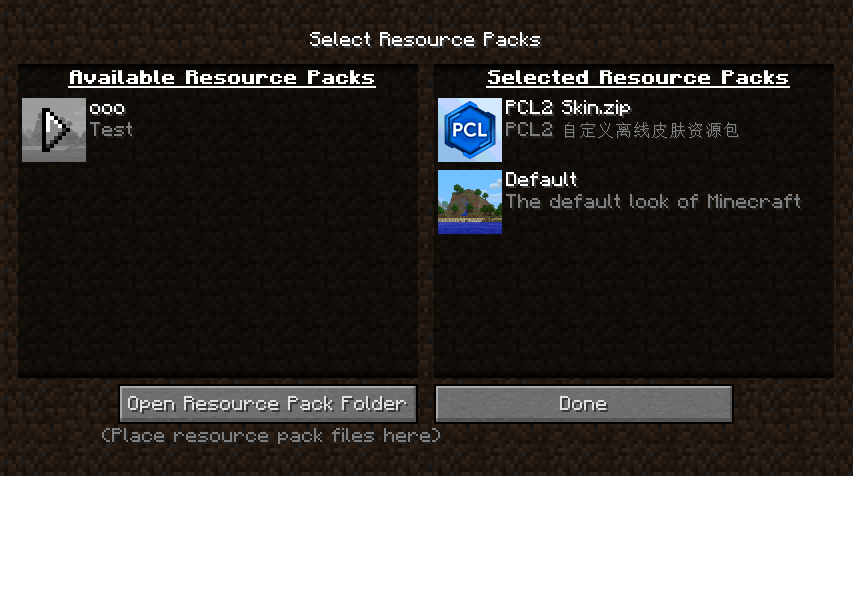 Select Resource Packs
Available Resource Packs
ooo
Test
Selected Resource Packs
PCL
PCL2 Skin.zip
PCL2 自定义离线皮肤资源包
Default
The default look of Minecraft
Open Resource Pack Folder
Done
(Place resource pack files here)